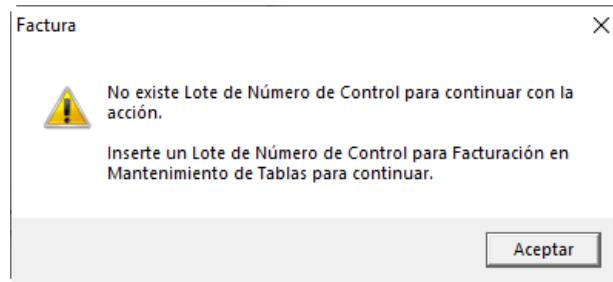 Factura
No existe Lote de Número de Control para continuar con la
acción.
Inserte un Lote de Número de Control para Facturación en
Mantenimiento de Tablas para continuar.
Aceptar